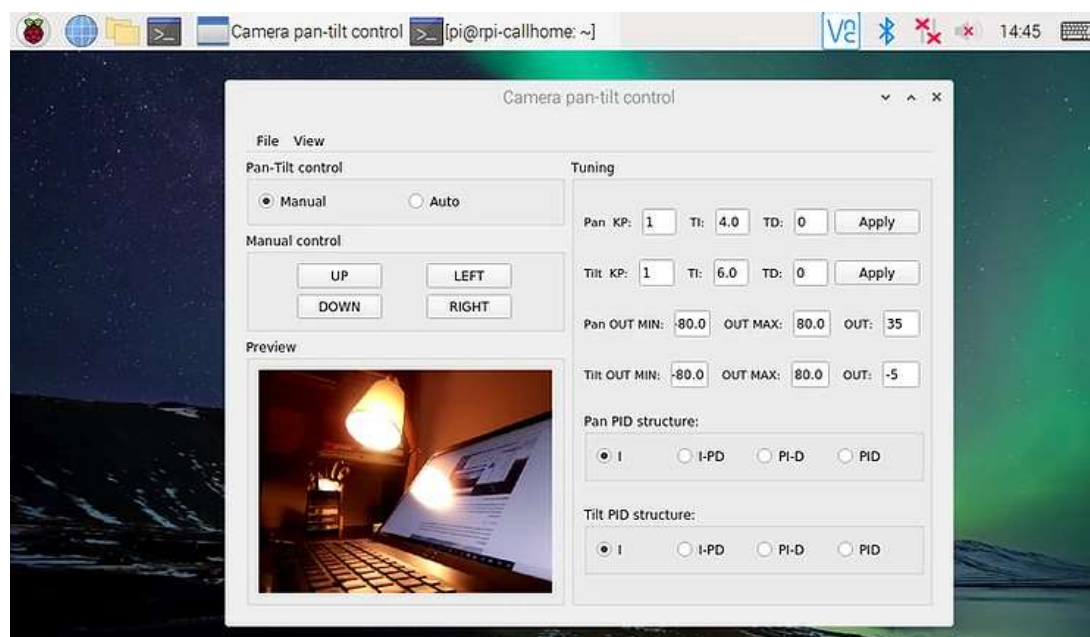 Camera pan-tilt control [pi@rpi-callhome: ~] V2 14:45
Camera pan-tilt control
File View
Pan-Tilt control
Manual Auto
Manual control
UP LEFT
DOWN RIGHT
Preview
Tuning
Pan KP: 1 TI: 4.0 TD: 0 Apply
Tilt KP: 1 TI: 6.0 TD: 0 Apply
Pan OUT MIN: -80.0 OUT MAX: 80.0 OUT: 35
Tilt OUT MIN: -80.0 OUT MAX: 80.0 OUT: -5
Pan PID structure:
I I-PD PI-D PID
Tilt PID structure:
I I-PD PI-D PID